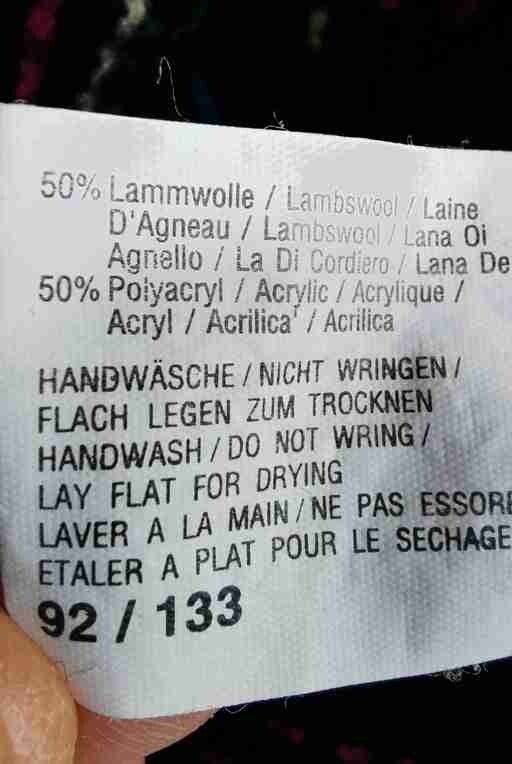 50% Lammwolle / Lambswool / Laine
D'Agneau / Lambswool / Lana Oi
Agnello / La Di Cordiero / Lana De
50% Polyacryl / Acrylic / Acrylique /
Acryl / Acrilica' / Acrilica
HANDWÄSCHE / NICHT WRINGEN /
FLACH LEGEN ZUM TROCKNEN
HANDWASH / DO NOT WRING /
LAY FLAT FOR DRYING
LAVER A LA MAIN / NE PAS ESSORE
ETALER A PLAT POUR LE SECHAGE
92 / 133